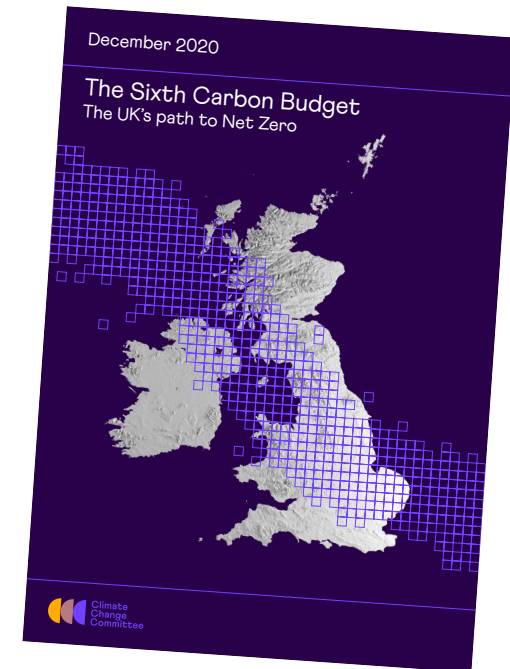 December 2020
The Sixth Carbon Budget
The UK's path to Net Zero
Climate
Change
Committee